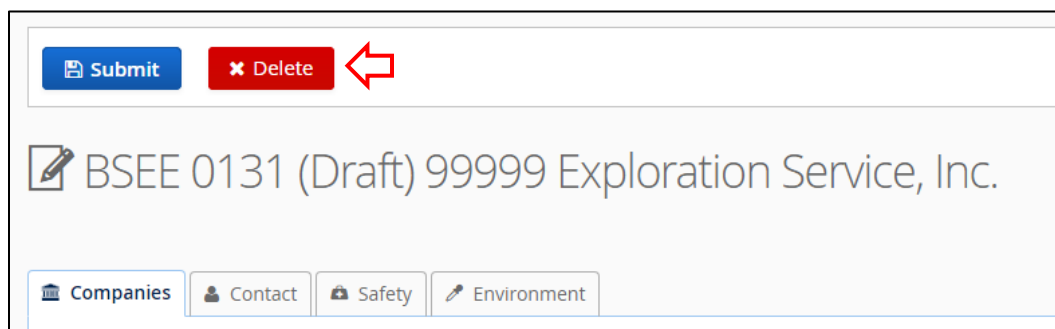 Submit Delete
BSEE 0131 (Draft) 99999 Exploration Service, Inc.
Companies Contact Safety Environment